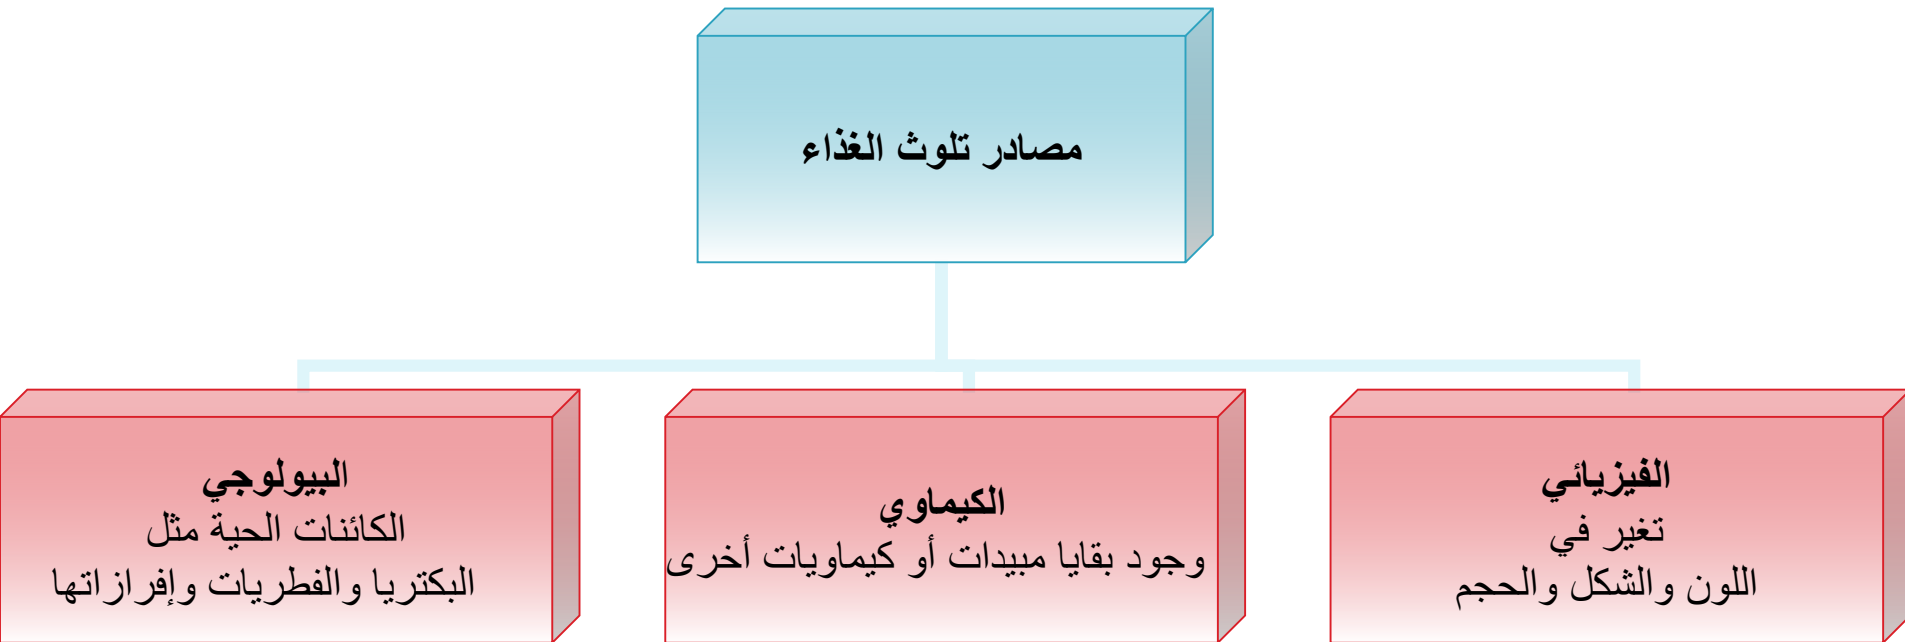 مصادر تلوث الغذاء
الفيزيائي
تغير في
اللون والشكل والحجم
الكيماوي
وجود بقايا مبيدات أو كيماويات أخرى
البيولوجي
الكائنات الحية مثل
البكتريا والفطريات وإفرازاتها